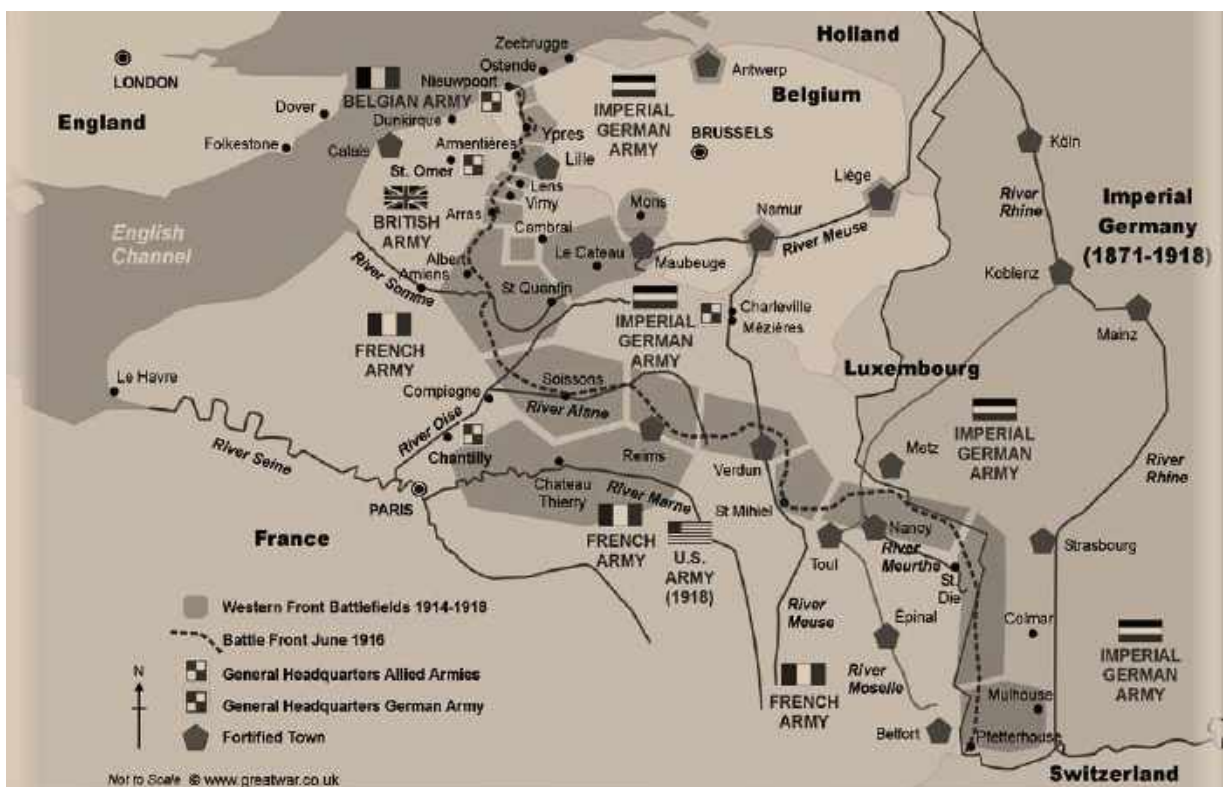 Holland
Zeebrugge
Ostende
Antwerp
LONDON
Nieuwpoort
BELGIAN ARMY
IMPERIAL
GERMAN
ARMY
Belgium
Dover
Dunkirque
England
Folkestone
Calais
Ypres
BRUSSELS
Köln
Armentières
Lille
St. Omer
Liège
River
Rhine
Imperial
Germany
(1871-1918)
Lens
Vimy
Mons
Namur
BRITISH
ARMY
Arras
English
Channel
Cambrai
River Meuse
Le Cateau
Maubeuge
Albert
Amiens
Koblenz
River Somme
St Quentin
Charleville
Mézières
IMPERIAL
GERMAN
ARMY
Mainz
FRENCH
ARMY
Le Havre
Luxembourg
Soissons
Compiegne
River Aisne
IMPERIAL
GERMAN
ARMY
River Oise
River Seine
Chantilly
Reims
Verdun
Metz
River
Rhine
Chateau
Thierry
River Marne
PARIS
St Mihiel
France
FRENCH
ARMY
U.S.
ARMY
(1918)
Nancy
Toul
River
Meurthe
Strasbourg
St.
Die
River
Meuse
Épinal
Colmar
Western Front Battlefields 1914-1918
Battle Front June 1916
N
General Headquarters Allied Armies
General Headquarters German Army
Fortified Town
River
Moselle
IMPERIAL
GERMAN
ARMY
FRENCH
ARMY
Mulhouse
Belfort
Pfetterhouse
Switzerland
Not to Scale © www.greatwar.co.uk